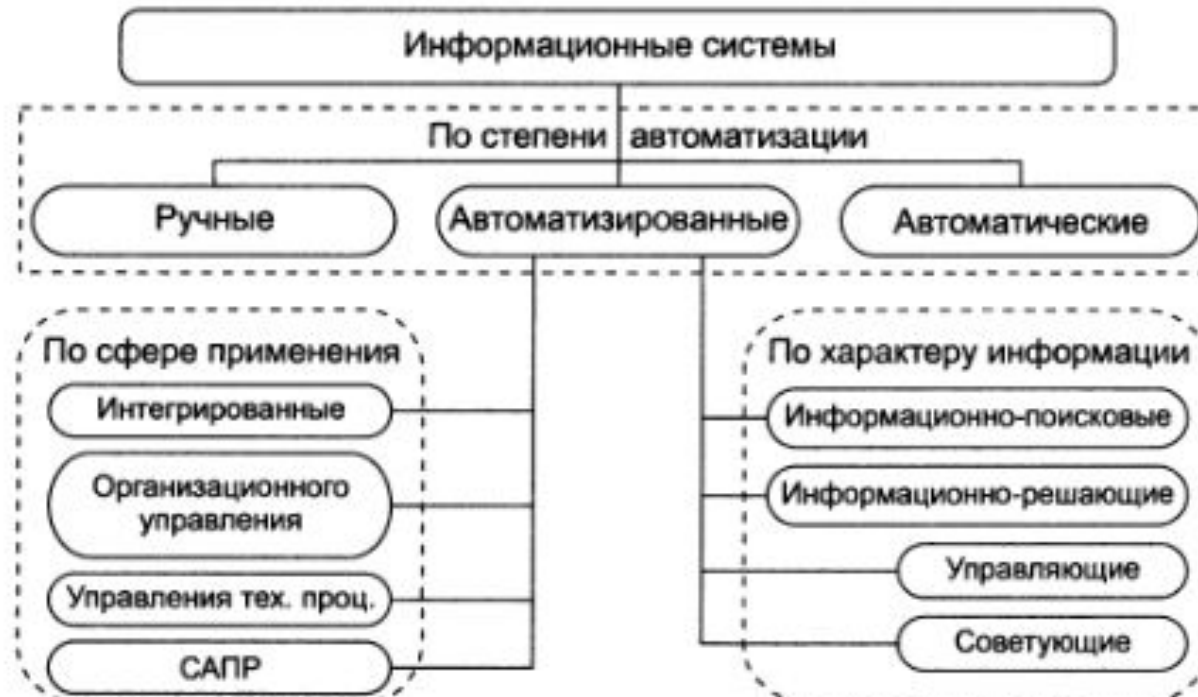 Информационные системы
По степени автоматизации
Ручные
Автоматизированные
Автоматические
По сфере применения
Интегрированные
Организационного
управления
Управления тех. проц.
САПР
По характеру информации
Информационно-поисковые
Информационно-решающие
Управляющие
Советующие